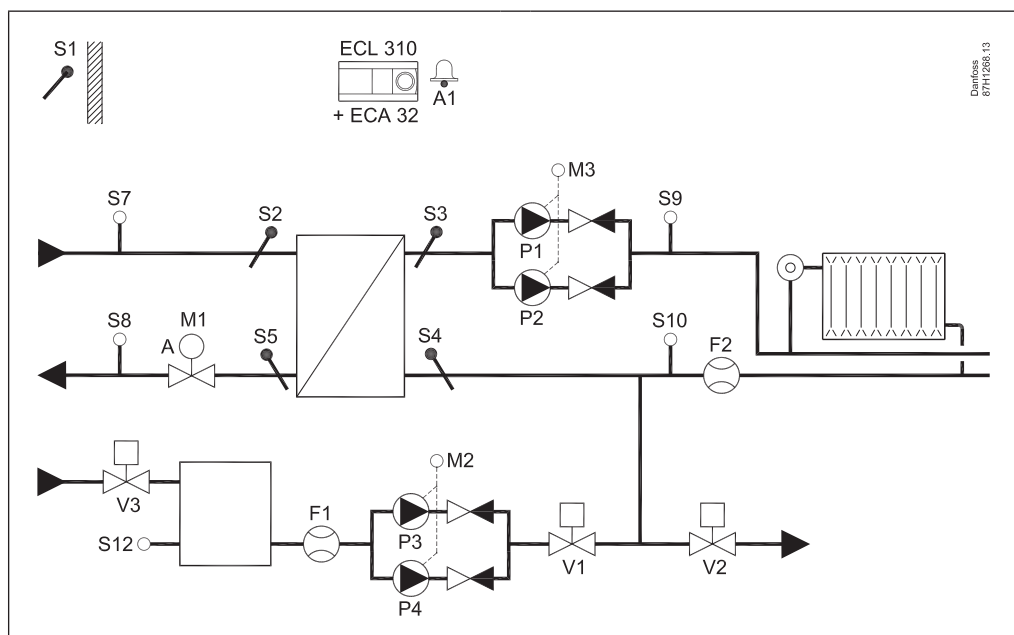 S1
ECL 310
A1
+ ECA 32
Danfoss
87H1268.13
M3
S7
S2
S3
S9
P1
P2
S8
M1
A
S5
S4
S10
F2
M2
V3
F1
P3
S12
V1
V2
P4